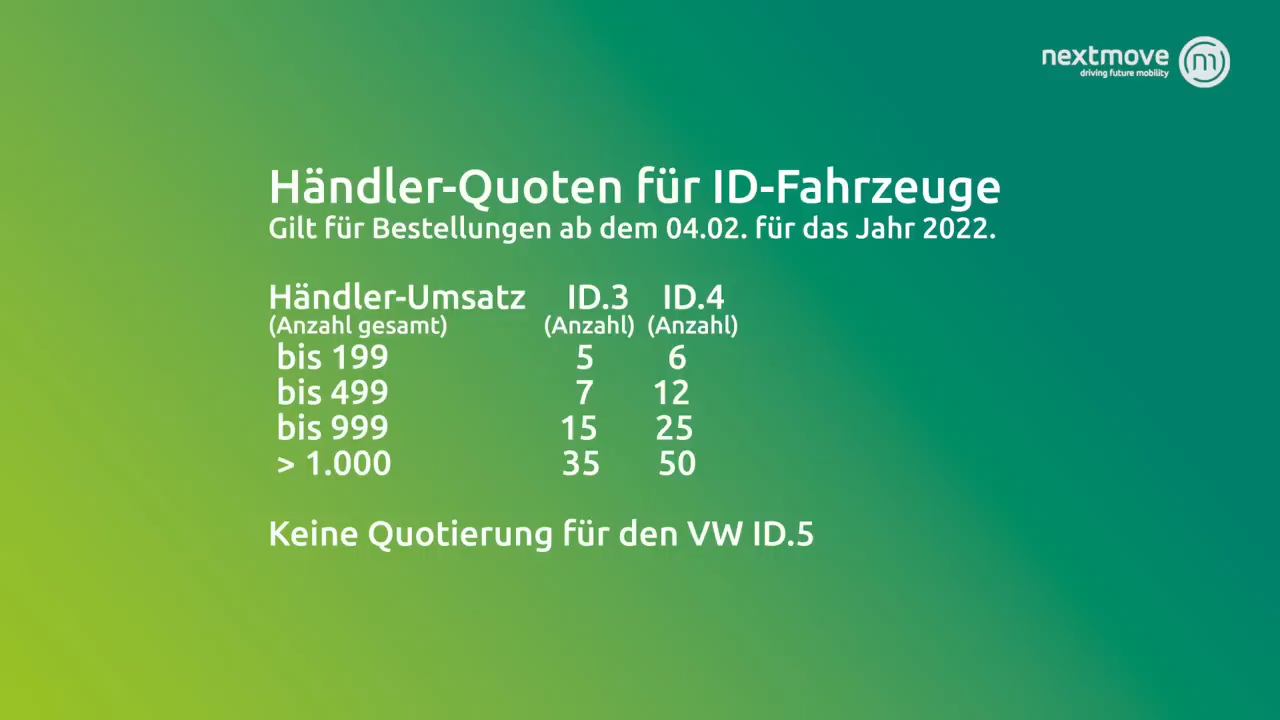 nextmove
driving future mobility
Händler-Quoten für ID-Fahrzeuge
Gilt für Bestellungen ab dem 04.02. für das Jahr 2022.
Händler-Umsatz ID.3 ID.4
(Anzahl gesamt) (Anzahl) (Anzahl)
bis 199 5 6
bis 499 7 12
bis 999 15 25
> 1.000 35 50
Keine Quotierung für den VW ID.5